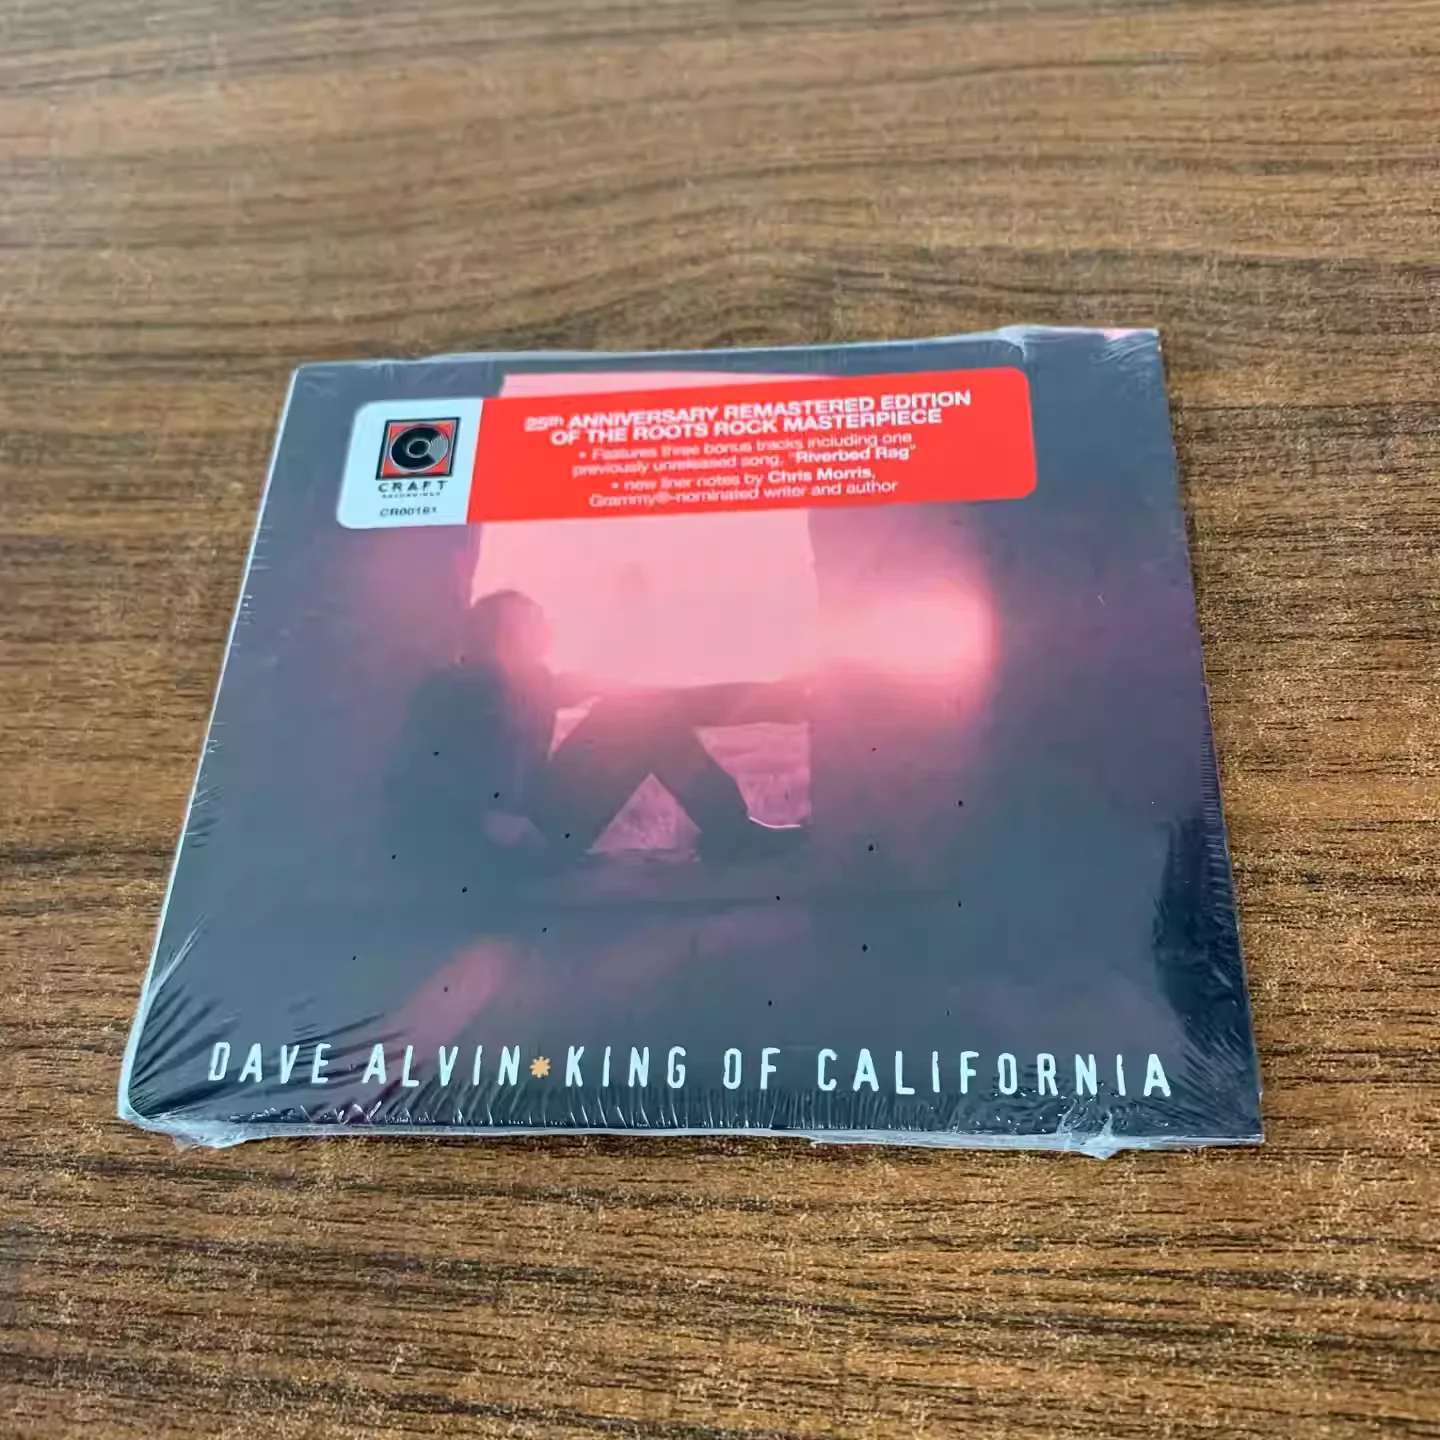 25th ANNIVERSARY REMASTERED EDITION
OF THE ROOTS ROCK MASTERPIECE
• Features three bonus tracks including one
previously unreleased song, "Riverbed Rag"
• new liner notes by Chris Morris,
Grammy®-nominated writer and author
CRAFT
RECORDINGS
CR00181
DAVE ALVIN*KING OF CALIFORNIA